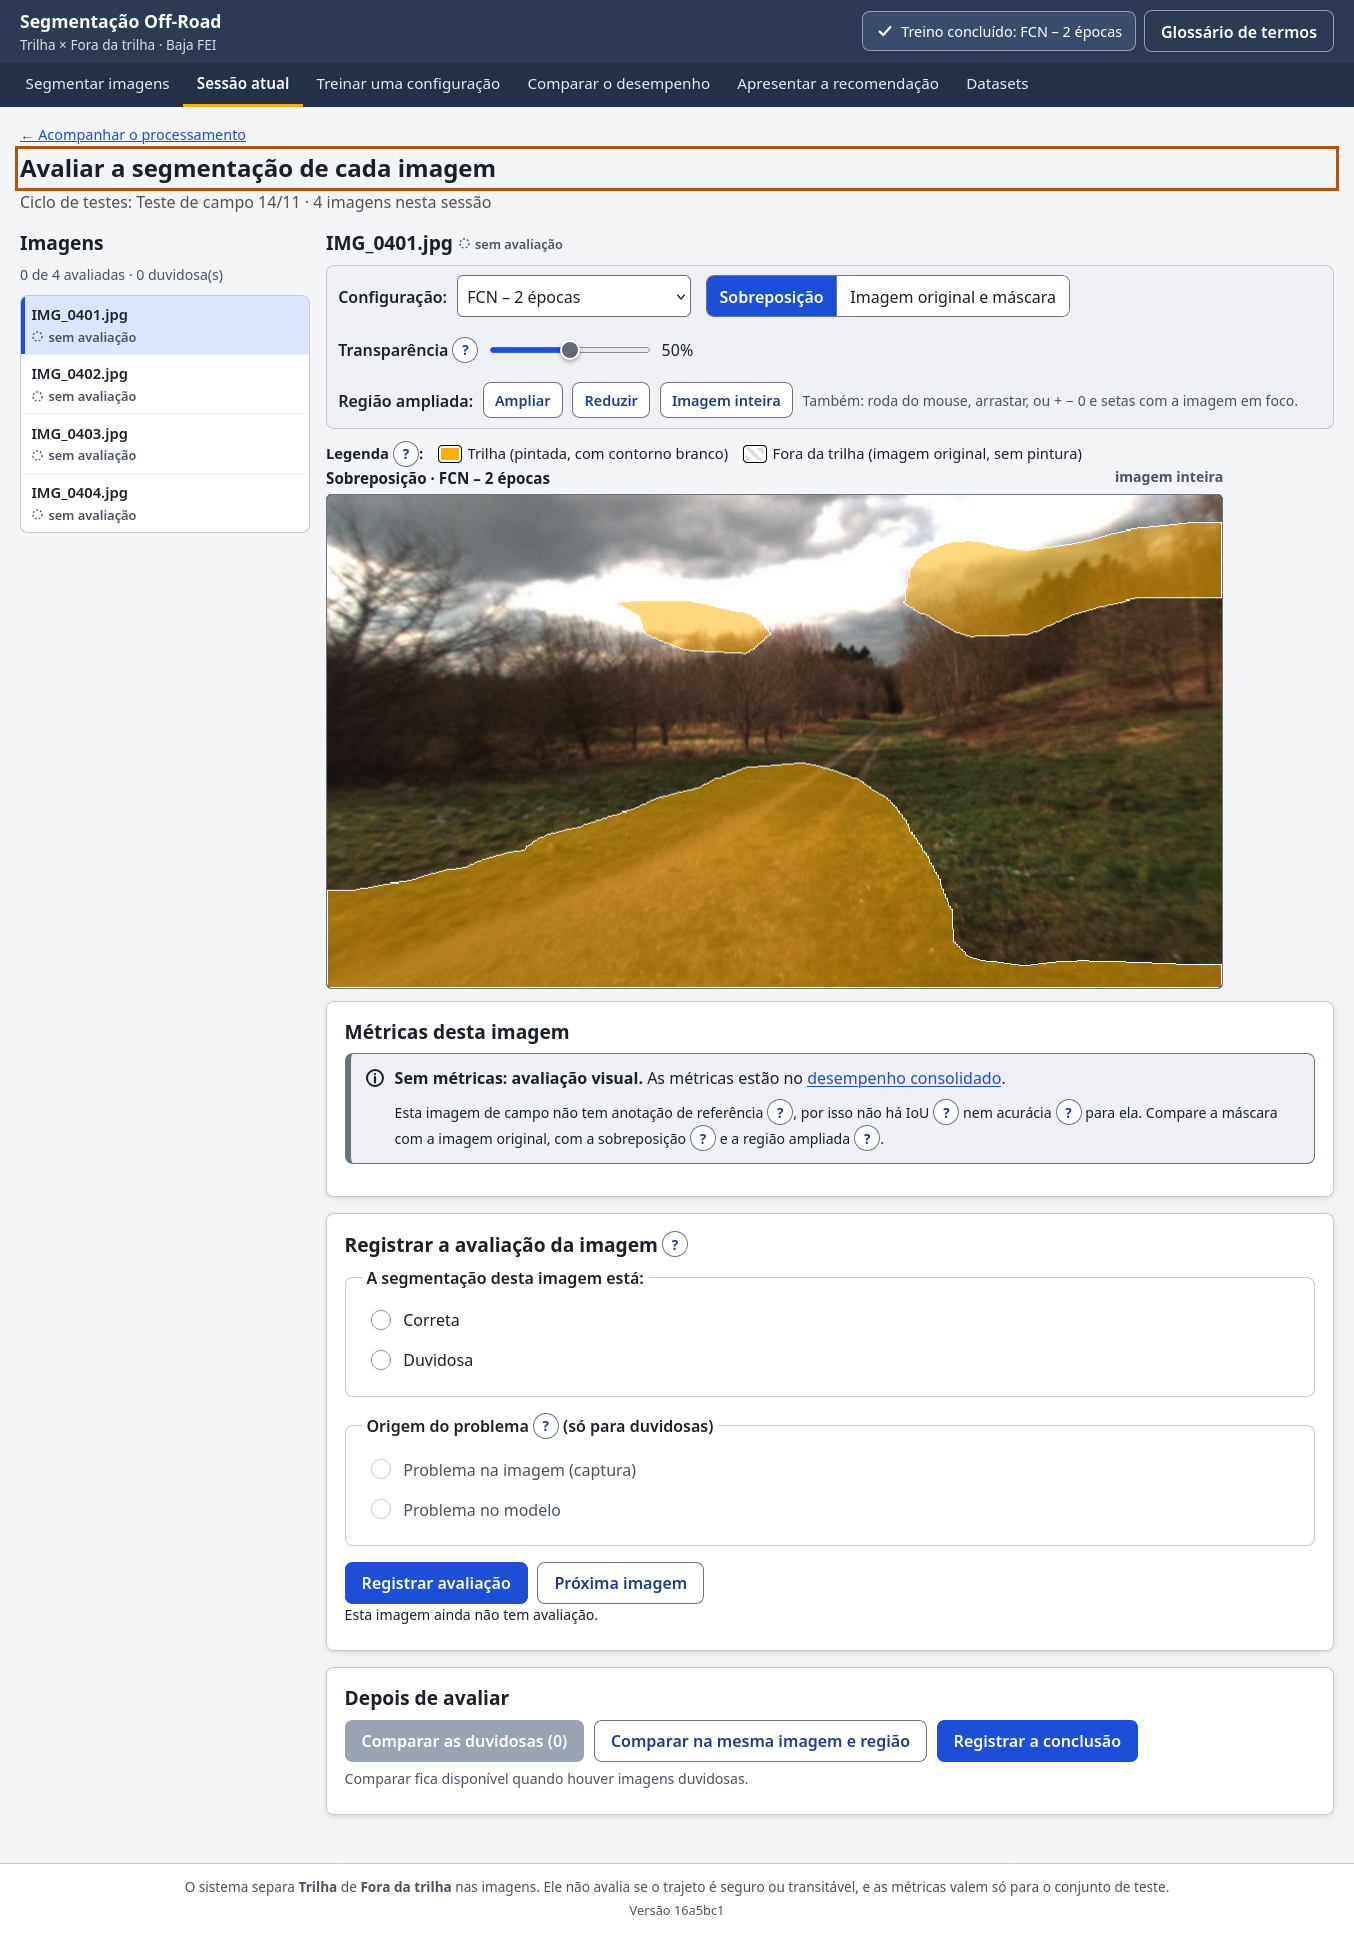 Segmentação Off-Road
Trilha × Fora da trilha · Baja FEI
Treino concluído: FCN – 2 épocas
Glossário de termos
Segmentar imagens
Sessão atual
Treinar uma configuração
Comparar o desempenho
Apresentar a recomendação
Datasets
← Acompanhar o processamento
Avaliar a segmentação de cada imagem
Ciclo de testes: Teste de campo 14/11 · 4 imagens nesta sessão
Imagens
0 de 4 avaliadas · 0 duvidosa(s)
IMG_0401.jpg
sem avaliação
IMG_0402.jpg
sem avaliação
IMG_0403.jpg
sem avaliação
IMG_0404.jpg
sem avaliação
IMG_0401.jpg sem avaliação
Configuração: FCN – 2 épocas Sobreposição Imagem original e máscara
Transparência ? 50%
Região ampliada: Ampliar Reduzir Imagem inteira Também: roda do mouse, arrastar, ou + − 0 e setas com a imagem em foco.
Legenda ?: Trilha (pintada, com contorno branco) Fora da trilha (imagem original, sem pintura)
Sobreposição · FCN – 2 épocas imagem inteira
Métricas desta imagem
Sem métricas: avaliação visual. As métricas estão no desempenho consolidado.
Esta imagem de campo não tem anotação de referência ?, por isso não há IoU ? nem acurácia ? para ela. Compare a máscara
com a imagem original, com a sobreposição ? e a região ampliada ?.
Registrar a avaliação da imagem ?
A segmentação desta imagem está:
Correta
Duvidosa
Origem do problema ? (só para duvidosas)
Problema na imagem (captura)
Problema no modelo
Registrar avaliação Próxima imagem
Esta imagem ainda não tem avaliação.
Depois de avaliar
Comparar as duvidosas (0) Comparar na mesma imagem e região Registrar a conclusão
Comparar fica disponível quando houver imagens duvidosas.
O sistema separa Trilha de Fora da trilha nas imagens. Ele não avalia se o trajeto é seguro ou transitável, e as métricas valem só para o conjunto de teste.
Versão 16a5bc1